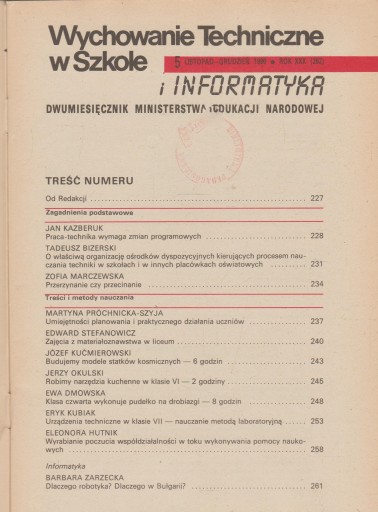 Wychowanie Techniczne
w Szkole
5 LISTOPAD - GRUDZIEŃ 1990 ● ROK XXX (162)
i INFORMATYKA
DWUMIESIĘCZNIK MINISTERSTWA EDUKACJI NARODOWEJ
TREŚĆ NUMERU
Od Redakcji 227
Zagadnienia podstawowe
JAN KAZBERUK
Praca-technika wymaga zmian programowych 228
TADEUSZ BIZERSKI
O właściwą organizację ośrodków dyspozycyjnych kierujących procesem nau-
czania techniki w szkołach i w innych placówkach oświatowych 231
ZOFIA MARCZEWSKA
Przerzynanie czy przecinanie 234
Treści i metody nauczania
MARTYNA PRÓCHNICKA-SZYJA
Umiejętności planowania i praktycznego działania uczniów 237
EDWARD STEFANOWICZ
Zajęcia z materiałoznawstwa w liceum 240
JÓZEF KUĆMIEROWSKI
Budujemy modele statków kosmicznych — 6 godzin 243
JERZY OKULSKI
Robimy narzędzia kuchenne w klasie VI — 2 godziny 245
EWA DMOWSKA
Klasa czwarta wykonuje pudełko na drobiazgi — 8 godzin 248
ERYK KUBIAK
Urządzenia techniczne w klasie VII — nauczanie metodą laboratoryjną 253
ELEONORA HUTNIK
Wyrabianie poczucia współdziałalności w toku wykonywania pomocy nauko-
wych 258
Informatyka
BARBARA ZARZECKA
Dlaczego robotyka? Dlaczego w Bułgarii? 261